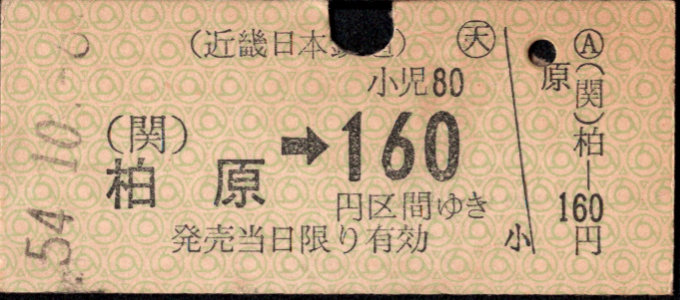 (近畿日本鉄道) 天
小児80
(関)
柏原 ➡ 160
円区間ゆき
発売当日限り有効 小
54.10.-8
A (関)柏原─160円